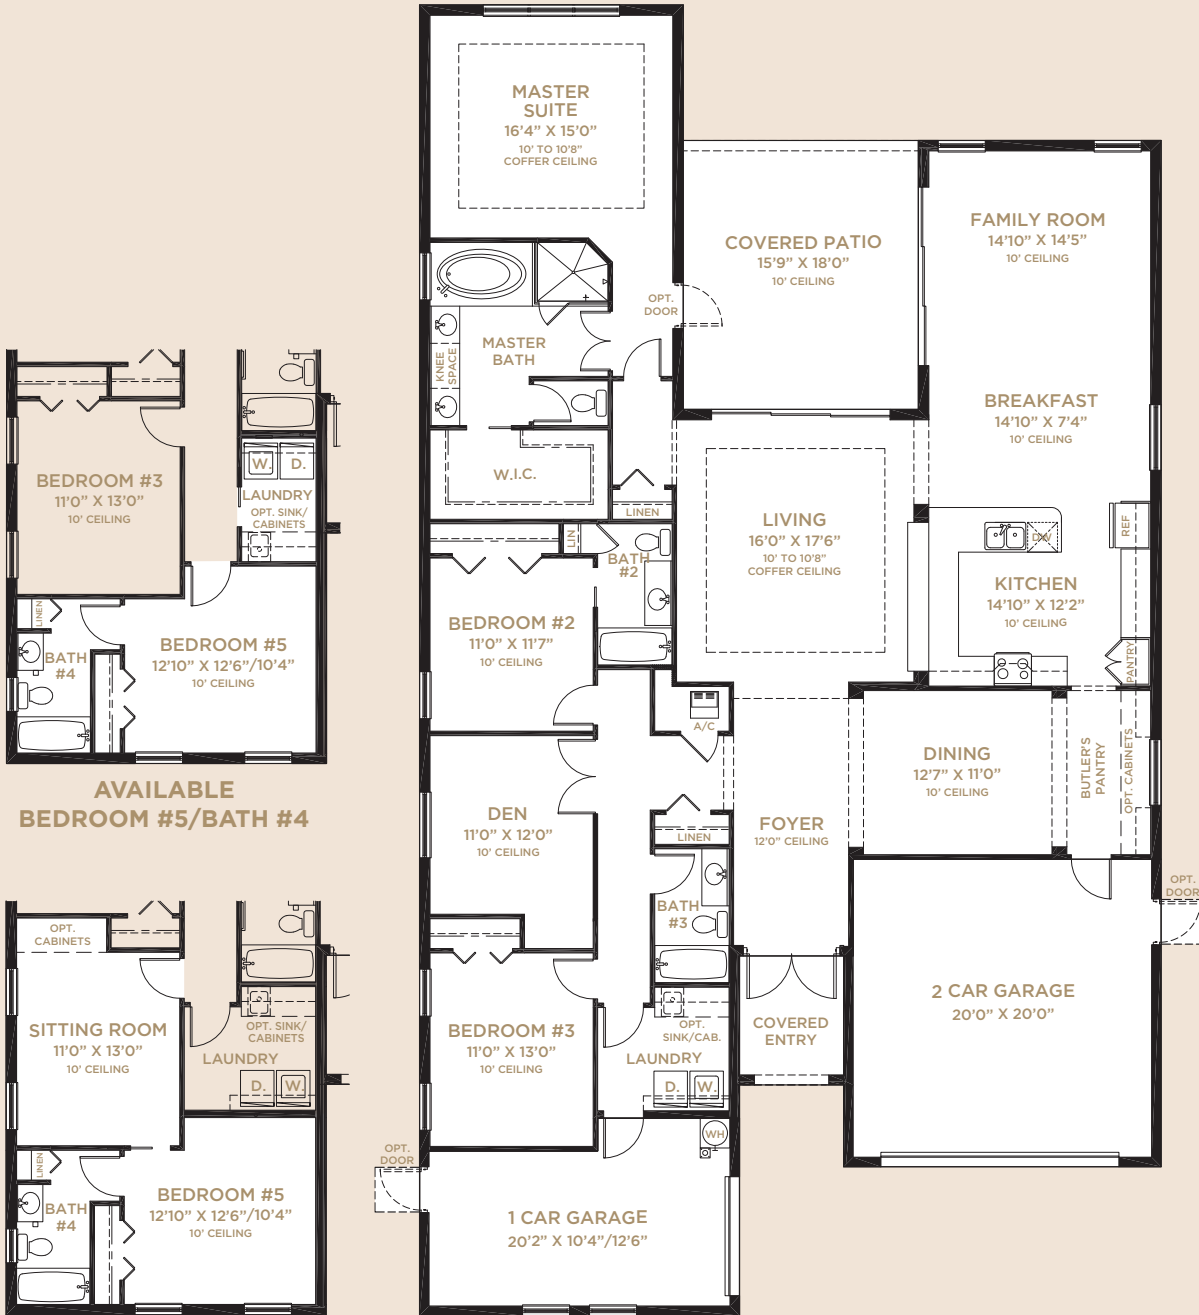 MASTER
SUITE
16'4" X 15'0"
10' TO 10'8"
COFFER CEILING
COVERED PATIO
15'9" X 18'0"
10' CEILING
FAMILY ROOM
14'10" X 14'5"
10' CEILING
OPT.
DOOR
MASTER
BATH
KNEE
SPACE
BREAKFAST
14'10" X 7'4"
10' CEILING
W.I.C.
LINEN
LIVING
16'0" X 17'6"
10' TO 10'8"
COFFER CEILING
DW
REF
LIN
BATH
#2
KITCHEN
14'10" X 12'2"
10' CEILING
PANTRY
BEDROOM #2
11'0" X 11'7"
10' CEILING
A/C
DINING
12'7" X 11'0"
10' CEILING
BUTLER'S
PANTRY
OPT. CABINETS
DEN
11'0" X 12'0"
10' CEILING
LINEN
FOYER
12'0" CEILING
BATH
#3
OPT.
DOOR
2 CAR GARAGE
20'0" X 20'0"
COVERED
ENTRY
BEDROOM #3
11'0" X 13'0"
10' CEILING
OPT.
SINK/CAB.
LAUNDRY
D.
W.
WH
OPT.
DOOR
1 CAR GARAGE
20'2" X 10'4"/12'6"
BEDROOM #3
11'0" X 13'0"
10' CEILING
W.
D.
LAUNDRY
OPT. SINK/
CABINETS
LINEN
BATH
#4
BEDROOM #5
12'10" X 12'6"/10'4"
10' CEILING
AVAILABLE
BEDROOM #5/BATH #4
OPT.
CABINETS
SITTING ROOM
11'0" X 13'0"
10' CEILING
OPT. SINK/
CABINETS
LAUNDRY
D.
W.
LINEN
BATH
#4
BEDROOM #5
12'10" X 12'6"/10'4"
10' CEILING